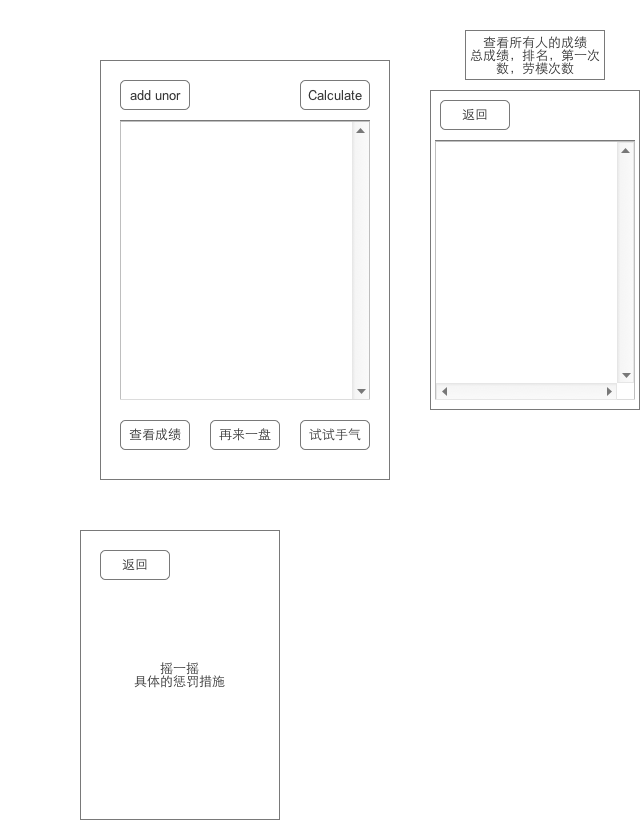 查看所有人的成绩
总成绩，排名，第一次
数，劳模次数
add unor
Calculate
返回
查看成绩
再来一盘
试试手气
返回
摇一摇
具体的惩罚措施